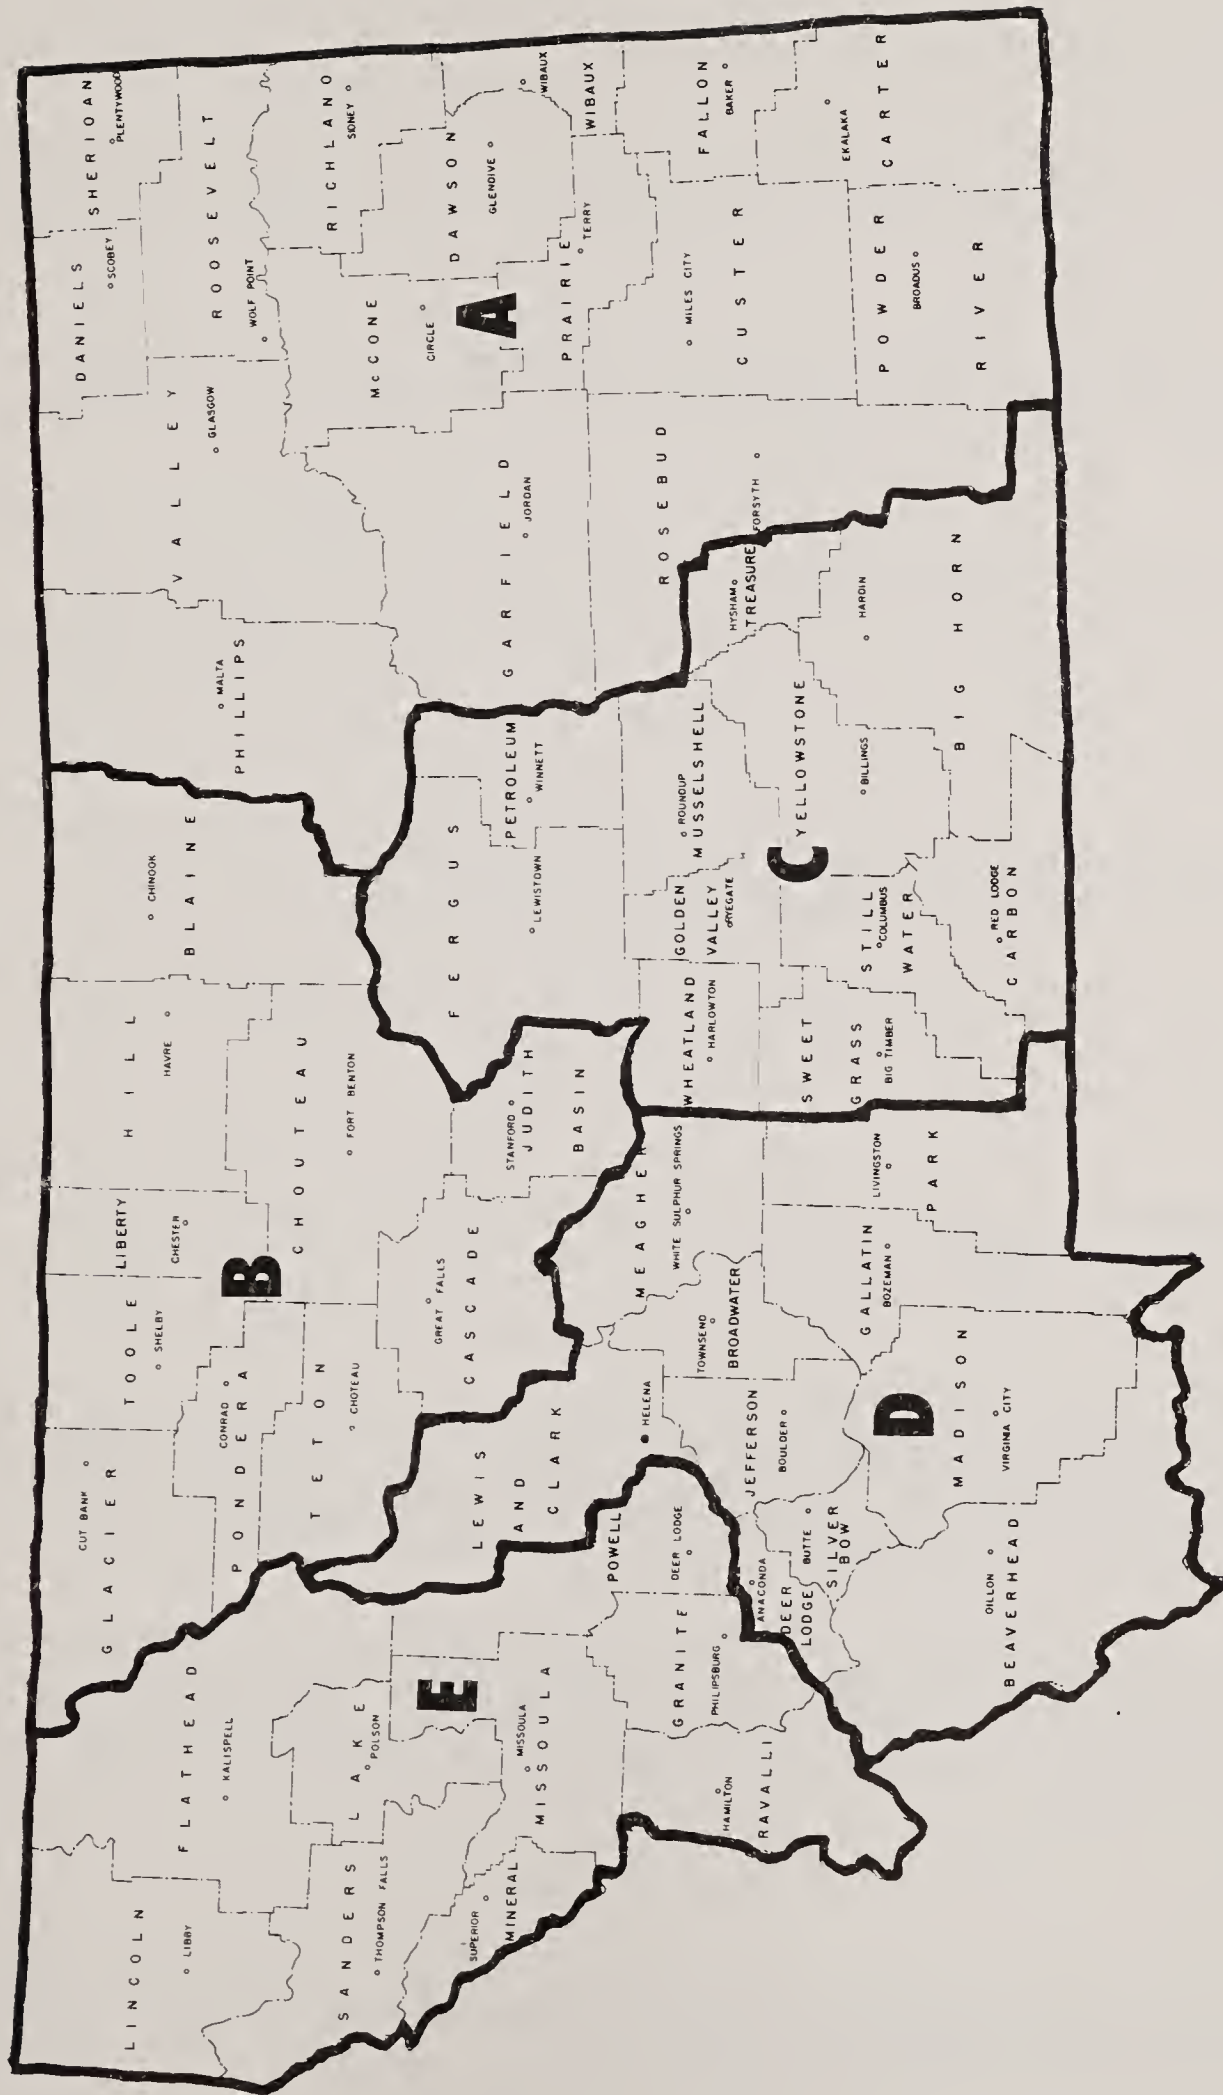 LINCOLN
LIBBY
FLATHEAD
KALISPELL
GLACIER
CUT BANK
TOOLE
SHELBY
LIBERTY
CHESTER
HILL
HAVRE
BLAINE
CHINOOK
PHILLIPS
MALTA
VALLEY
GLASGOW
DANIELS
SCOBEY
SHERIOAN
PLENTYWOOD
ROOSEVELT
WOLF POINT
SANDERS
THOMPSON FALLS
LAKE
POLSON
PONDERA
CONRAD
TETON
CHOTEAU
B
CHOUTEAU
FORT BENTON
RICHLAND
SIDNEY
McCONE
CIRCLE
DAWSON
GLENDIVE
A
MINERAL
SUPERIOR
E
MISSOULA
MISSOULA
LEWIS
AND
CLARK
HELENA
CASCADE
GREAT FALLS
JUDITH
BASIN
STANFORD
FERGUS
LEWISTOWN
PETROLEUM
WINNETT
GARFIELD
JORDAN
PRAIRIE
TERRY
WIBAUX
WIBAUX
POWELL
DEER LODGE
GRANITE
PHILIPSBURG
RAVALLI
HAMILTON
MEAGHER
WHITE SULPHUR SPRINGS
BROADWATER
TOWNSEND
JEFFERSON
BOULDER
WHEATLAND
HARLOWTON
GOLDEN
VALLEY
RYEGATE
MUSSELSHELL
ROUNDUP
ROSEBUD
FORSYTH
TREASURE
HYSHAM
CUSTER
MILES CITY
FALLON
BAKER
DEER
LODGE
ANACONDA
SILVER
BOW
BUTTE
D
GALLATIN
BOZEMAN
PARK
LIVINGSTON
SWEET
GRASS
BIG TIMBER
STILL
WATER
COLUMBUS
C
YELLOWSTONE
BILLINGS
BIG HORN
HARDIN
POWDER
RIVER
BROADUS
CARTER
EKALAKA
BEAVERHEAD
OILLON
MADISON
VIRGINIA CITY
CARBON
RED LODGE